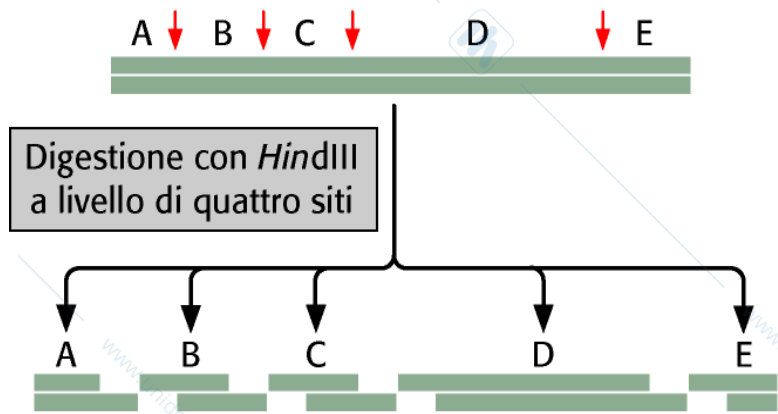 A B C D E
Digestione con HindIII
a livello di quattro siti
A B C D E